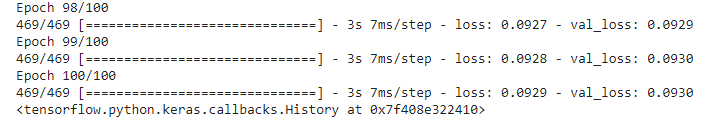 Epoch 98/100
469/469 [==============================] - 3s 7ms/step - loss: 0.0927 - val_loss: 0.0929
Epoch 99/100
469/469 [==============================] - 3s 7ms/step - loss: 0.0928 - val_loss: 0.0930
Epoch 100/100
469/469 [==============================] - 3s 7ms/step - loss: 0.0929 - val_loss: 0.0930
<tensorflow.python.keras.callbacks.History at 0x7f408e322410>